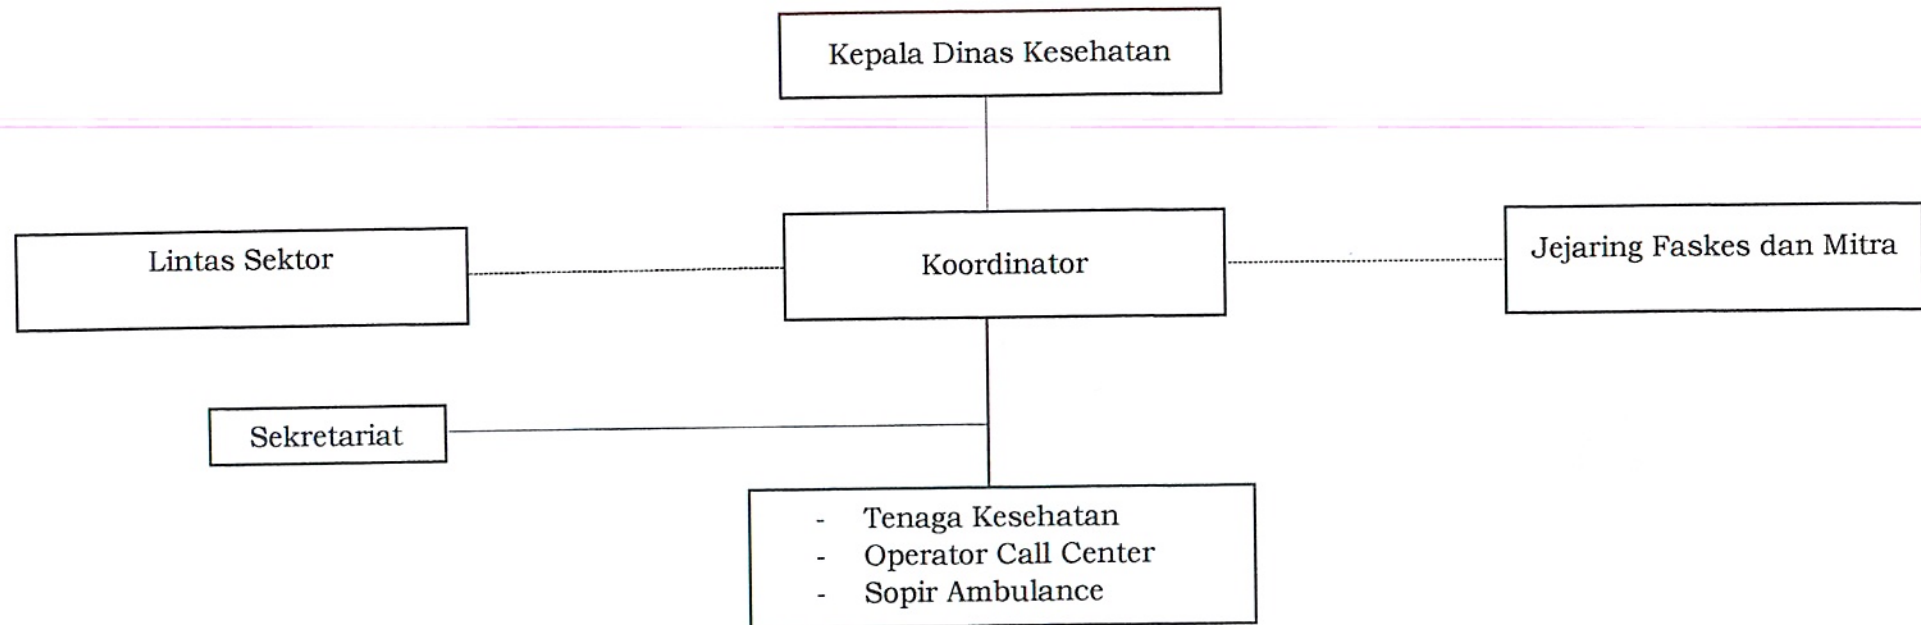 Kepala Dinas Kesehatan
Lintas Sektor
Koordinator
Jejaring Faskes dan Mitra
Sekretariat
- Tenaga Kesehatan
- Operator Call Center
- Sopir Ambulance